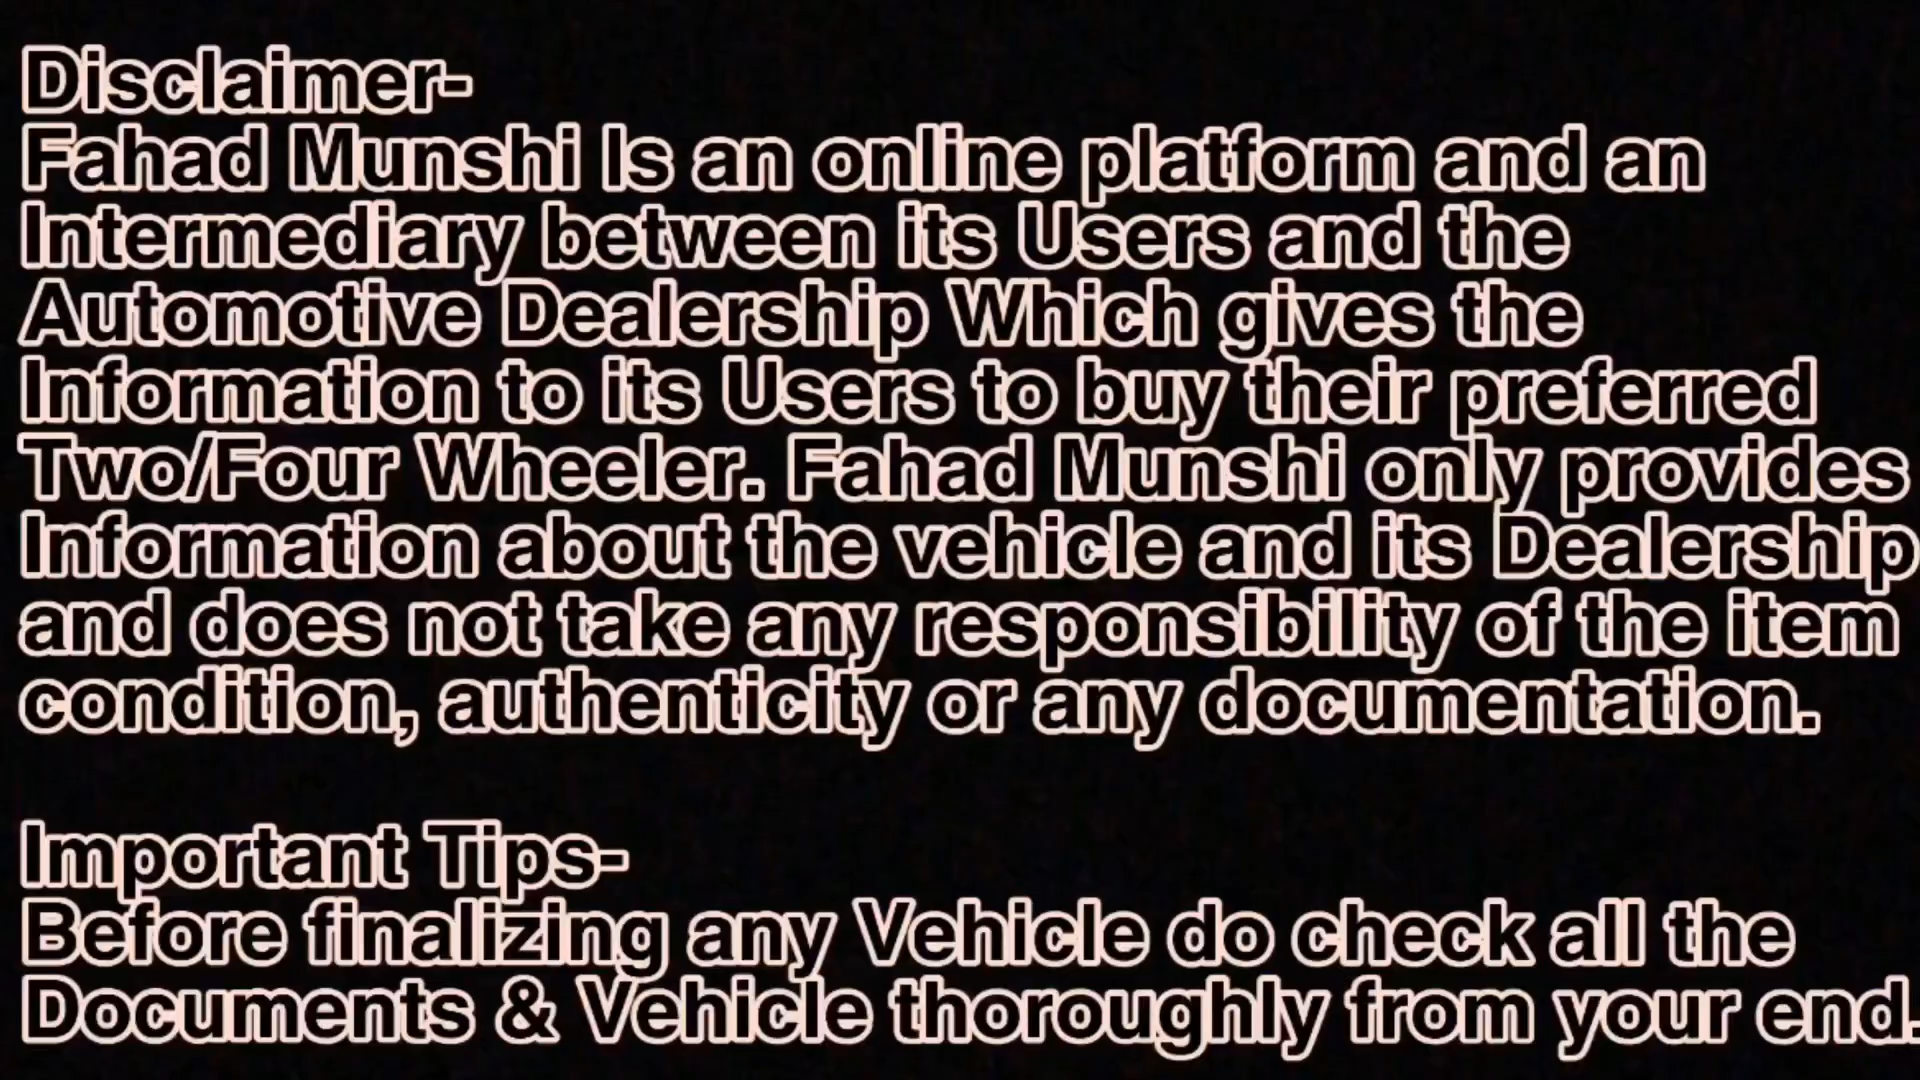 Disclaimer-
Fahad Munshi Is an online platform and an
Intermediary between its Users and the
Automotive Dealership Which gives the
Information to its Users to buy their preferred
Two/Four Wheeler. Fahad Munshi only provides
Information about the vehicle and its Dealership
and does not take any responsibility of the item
condition, authenticity or any documentation.
Important Tips-
Before finalizing any Vehicle do check all the
Documents & Vehicle thoroughly from your end.